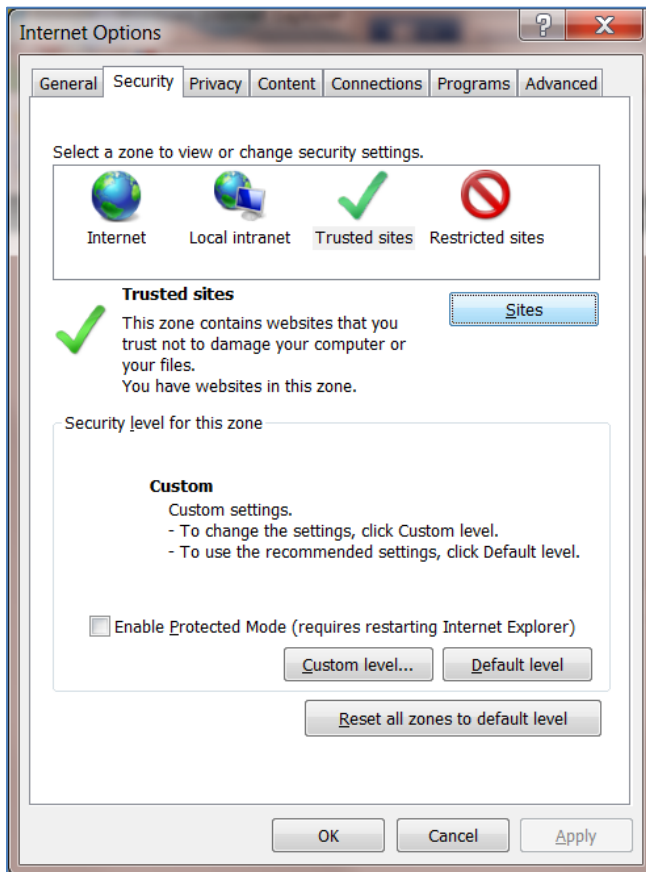 Internet Options
?
X
General Security Privacy Content Connections Programs Advanced
Select a zone to view or change security settings.
Internet Local intranet Trusted sites Restricted sites
Trusted sites
Sites
This zone contains websites that you
trust not to damage your computer or
your files.
You have websites in this zone.
Security level for this zone
Custom
Custom settings.
- To change the settings, click Custom level.
- To use the recommended settings, click Default level.
Enable Protected Mode (requires restarting Internet Explorer)
Custom level... Default level
Reset all zones to default level
OK Cancel Apply